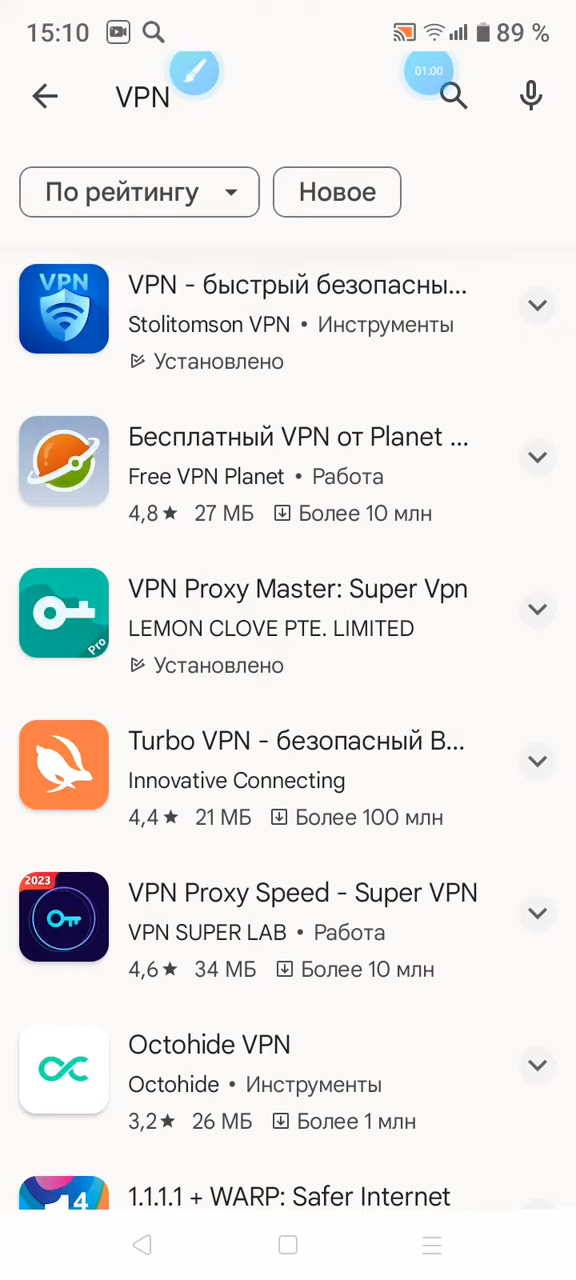 15:10 89 %
01:00
VPN
По рейтингу Новое
VPN
VPN - быстрый безопасны...
Stolitomson VPN • Инструменты
Установлено
Бесплатный VPN от Planet ...
Free VPN Planet • Работа
4,8★ 27 МБ Более 10 млн
VPN Proxy Master: Super Vpn
LEMON CLOVE PTE. LIMITED
Pro
Установлено
Turbo VPN - безопасный В...
Innovative Connecting
4,4★ 21 МБ Более 100 млн
2023
VPN Proxy Speed - Super VPN
VPN SUPER LAB • Работа
4,6★ 34 МБ Более 10 млн
Octohide VPN
Octohide • Инструменты
3,2★ 26 МБ Более 1 млн
1.1.1.1 + WARP: Safer Internet